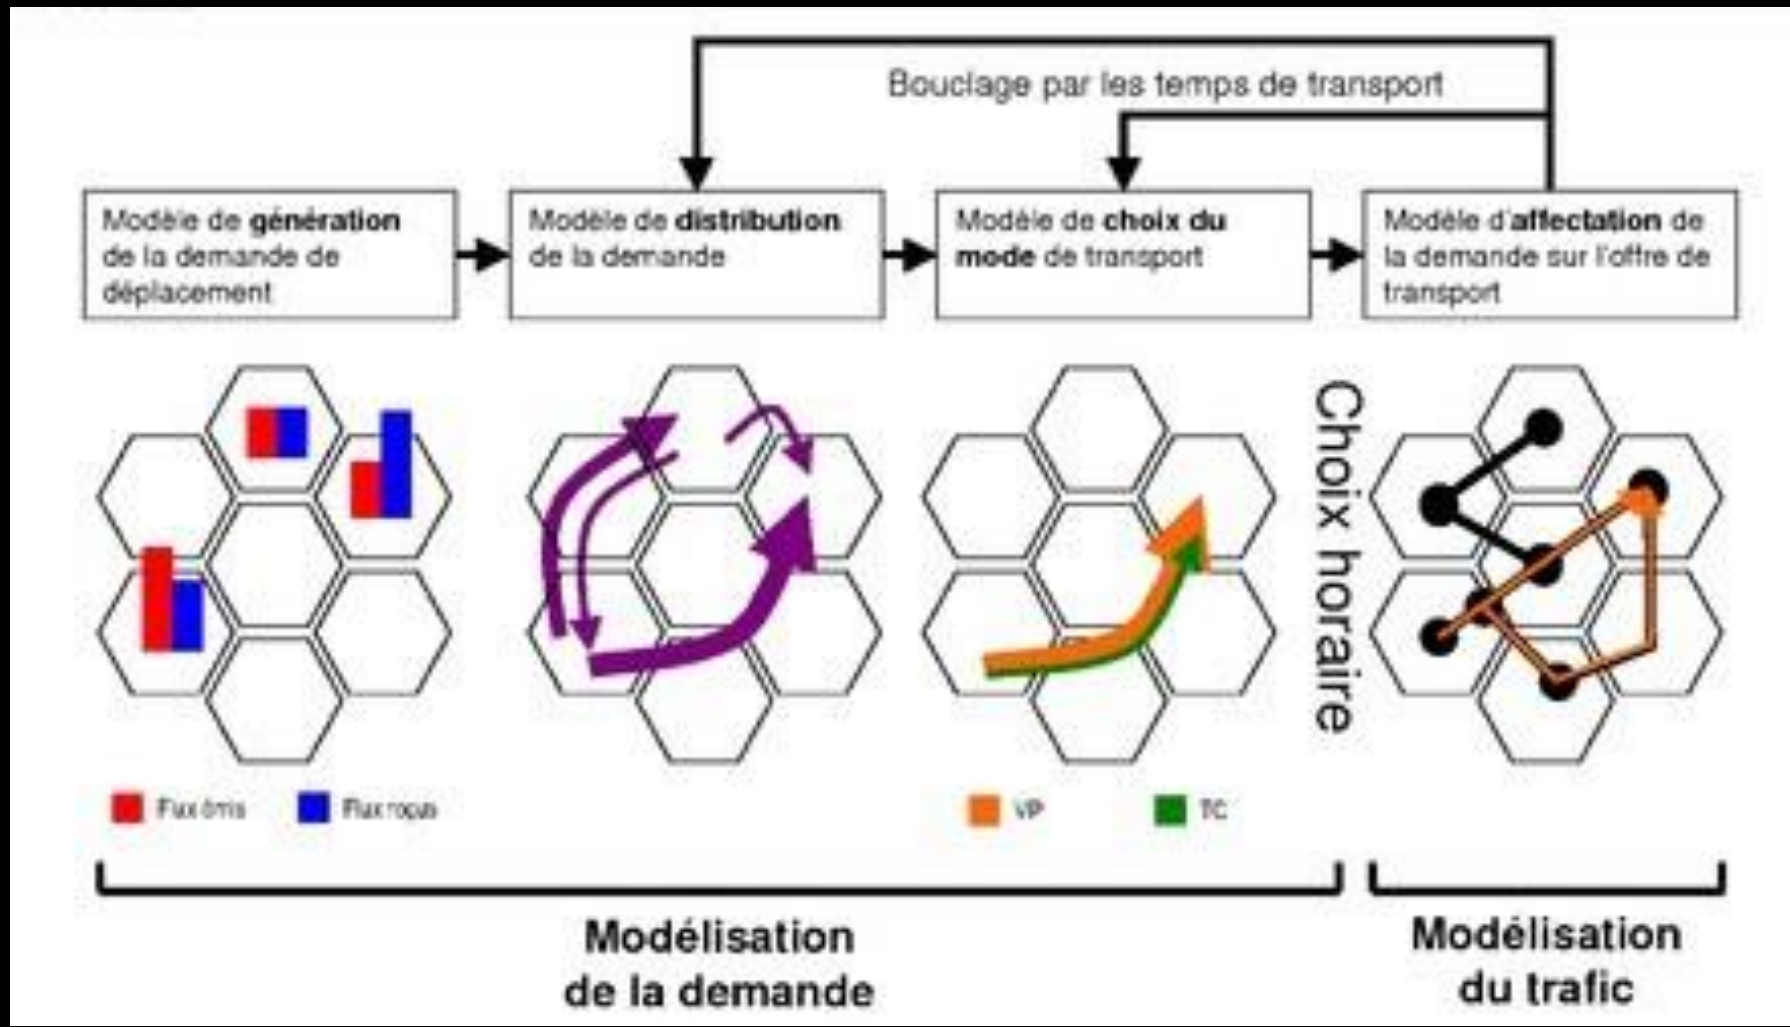 Bouclage par les temps de transport
Modèle de génération
de la demande de
déplacement
Modèle de distribution
de la demande
Modèle de choix du
mode de transport
Modèle d'affectation de
la demande sur l'offre de
transport
Choix horaire
Flux émis
Flux reçus
VP
TC
Modélisation
de la demande
Modélisation
du trafic